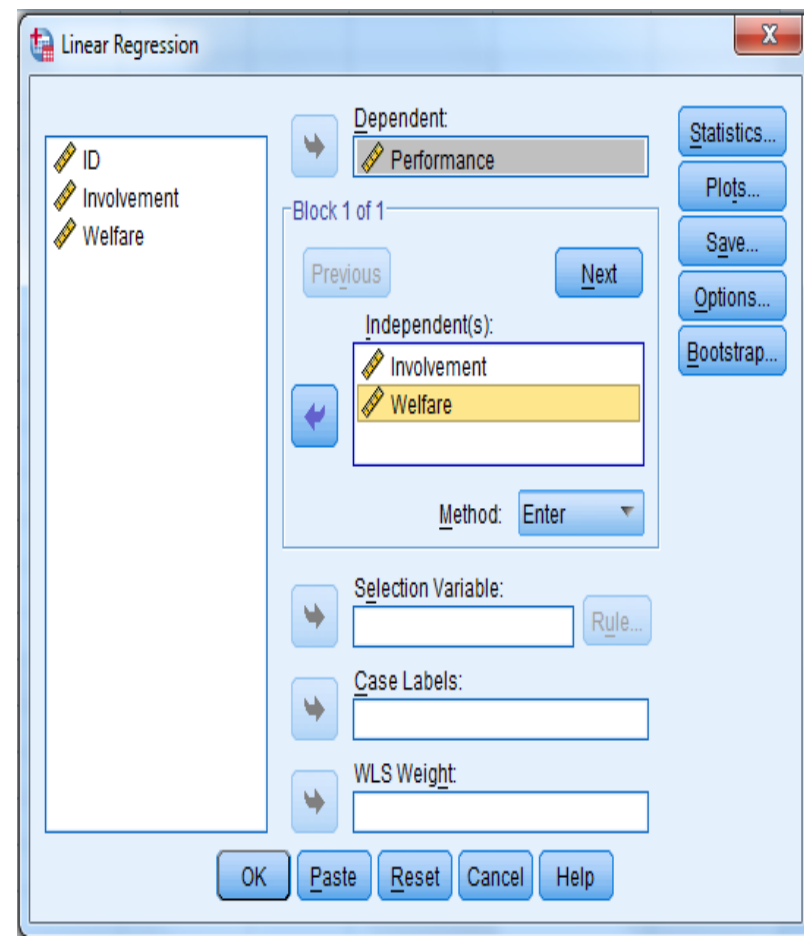 Linear Regression
X
ID
Involvement
Welfare
Dependent:
Performance
Block 1 of 1
Previous
Next
Independent(s):
Involvement
Welfare
Method: Enter
Selection Variable:
Rule...
Case Labels:
WLS Weight:
Statistics...
Plots...
Save...
Options...
Bootstrap...
OK Paste Reset Cancel Help